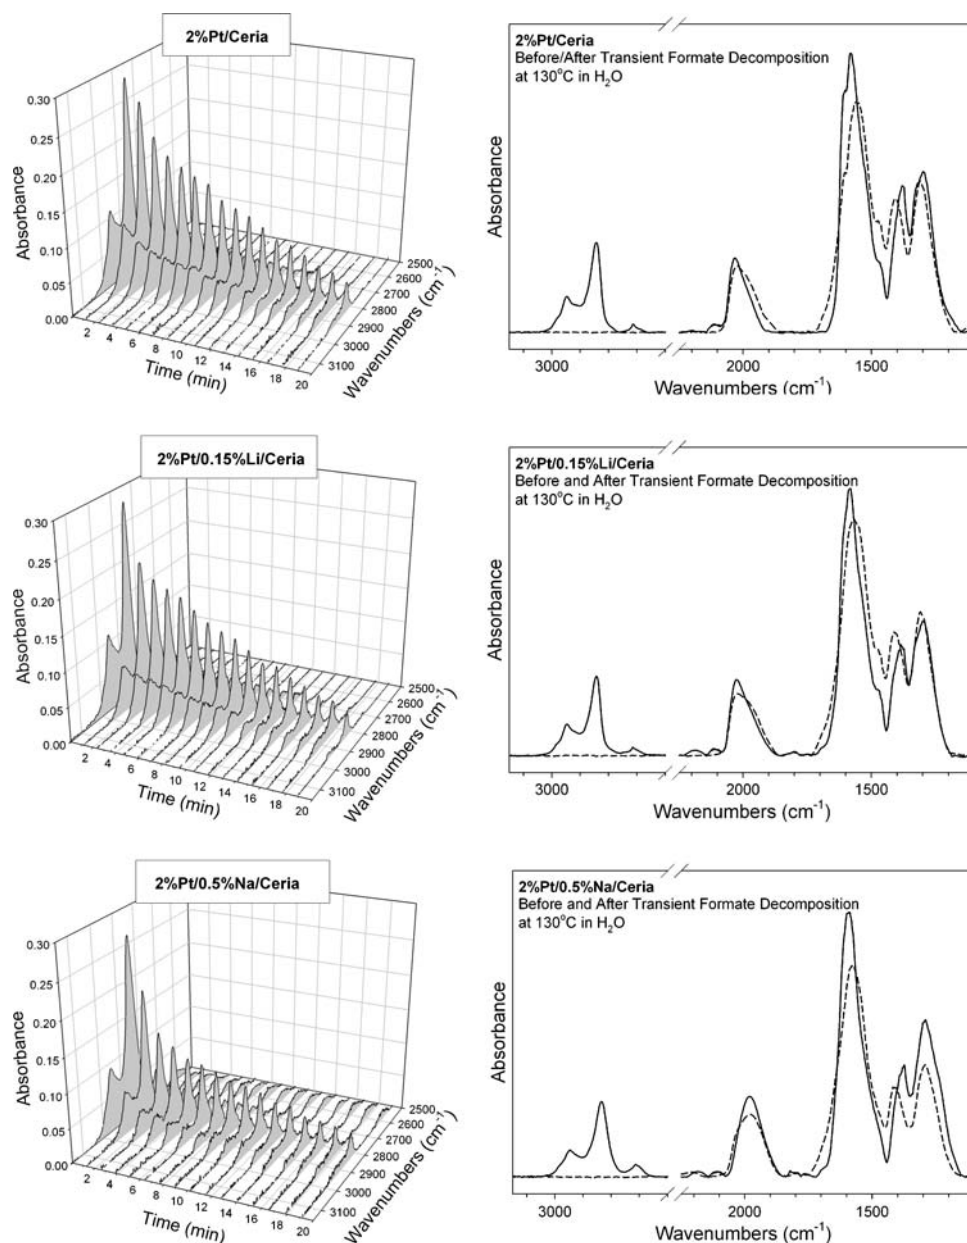 2%Pt/Ceria
0.30
0.25
0.20
0.15
0.10
0.05
0.00
Absorbance
2 4 6 8 10 12 14 16 18 20
Time (min)
2500
2600
2700
2800
2900
3000
3100
Wavenumbers (cm-1)
2%Pt/Ceria
Before/After Transient Formate Decomposition
at 130°C in H2O
Absorbance
3000 2000 1500
Wavenumbers (cm-1)
2%Pt/0.15%Li/Ceria
0.30
0.25
0.20
0.15
0.10
0.05
0.00
Absorbance
2 4 6 8 10 12 14 16 18 20
Time (min)
2500
2600
2700
2800
2900
3000
3100
Wavenumbers (cm-1)
2%Pt/0.15%Li/Ceria
Before and After Transient Formate Decomposition
at 130°C in H2O
Absorbance
3000 2000 1500
Wavenumbers (cm-1)
2%Pt/0.5%Na/Ceria
0.30
0.25
0.20
0.15
0.10
0.05
0.00
Absorbance
2 4 6 8 10 12 14 16 18 20
Time (min)
2500
2600
2700
2800
2900
3000
3100
Wavenumbers (cm-1)
2%Pt/0.5%Na/Ceria
Before and After Transient Formate Decomposition
at 130°C in H2O
Absorbance
3000 2000 1500
Wavenumbers (cm-1)